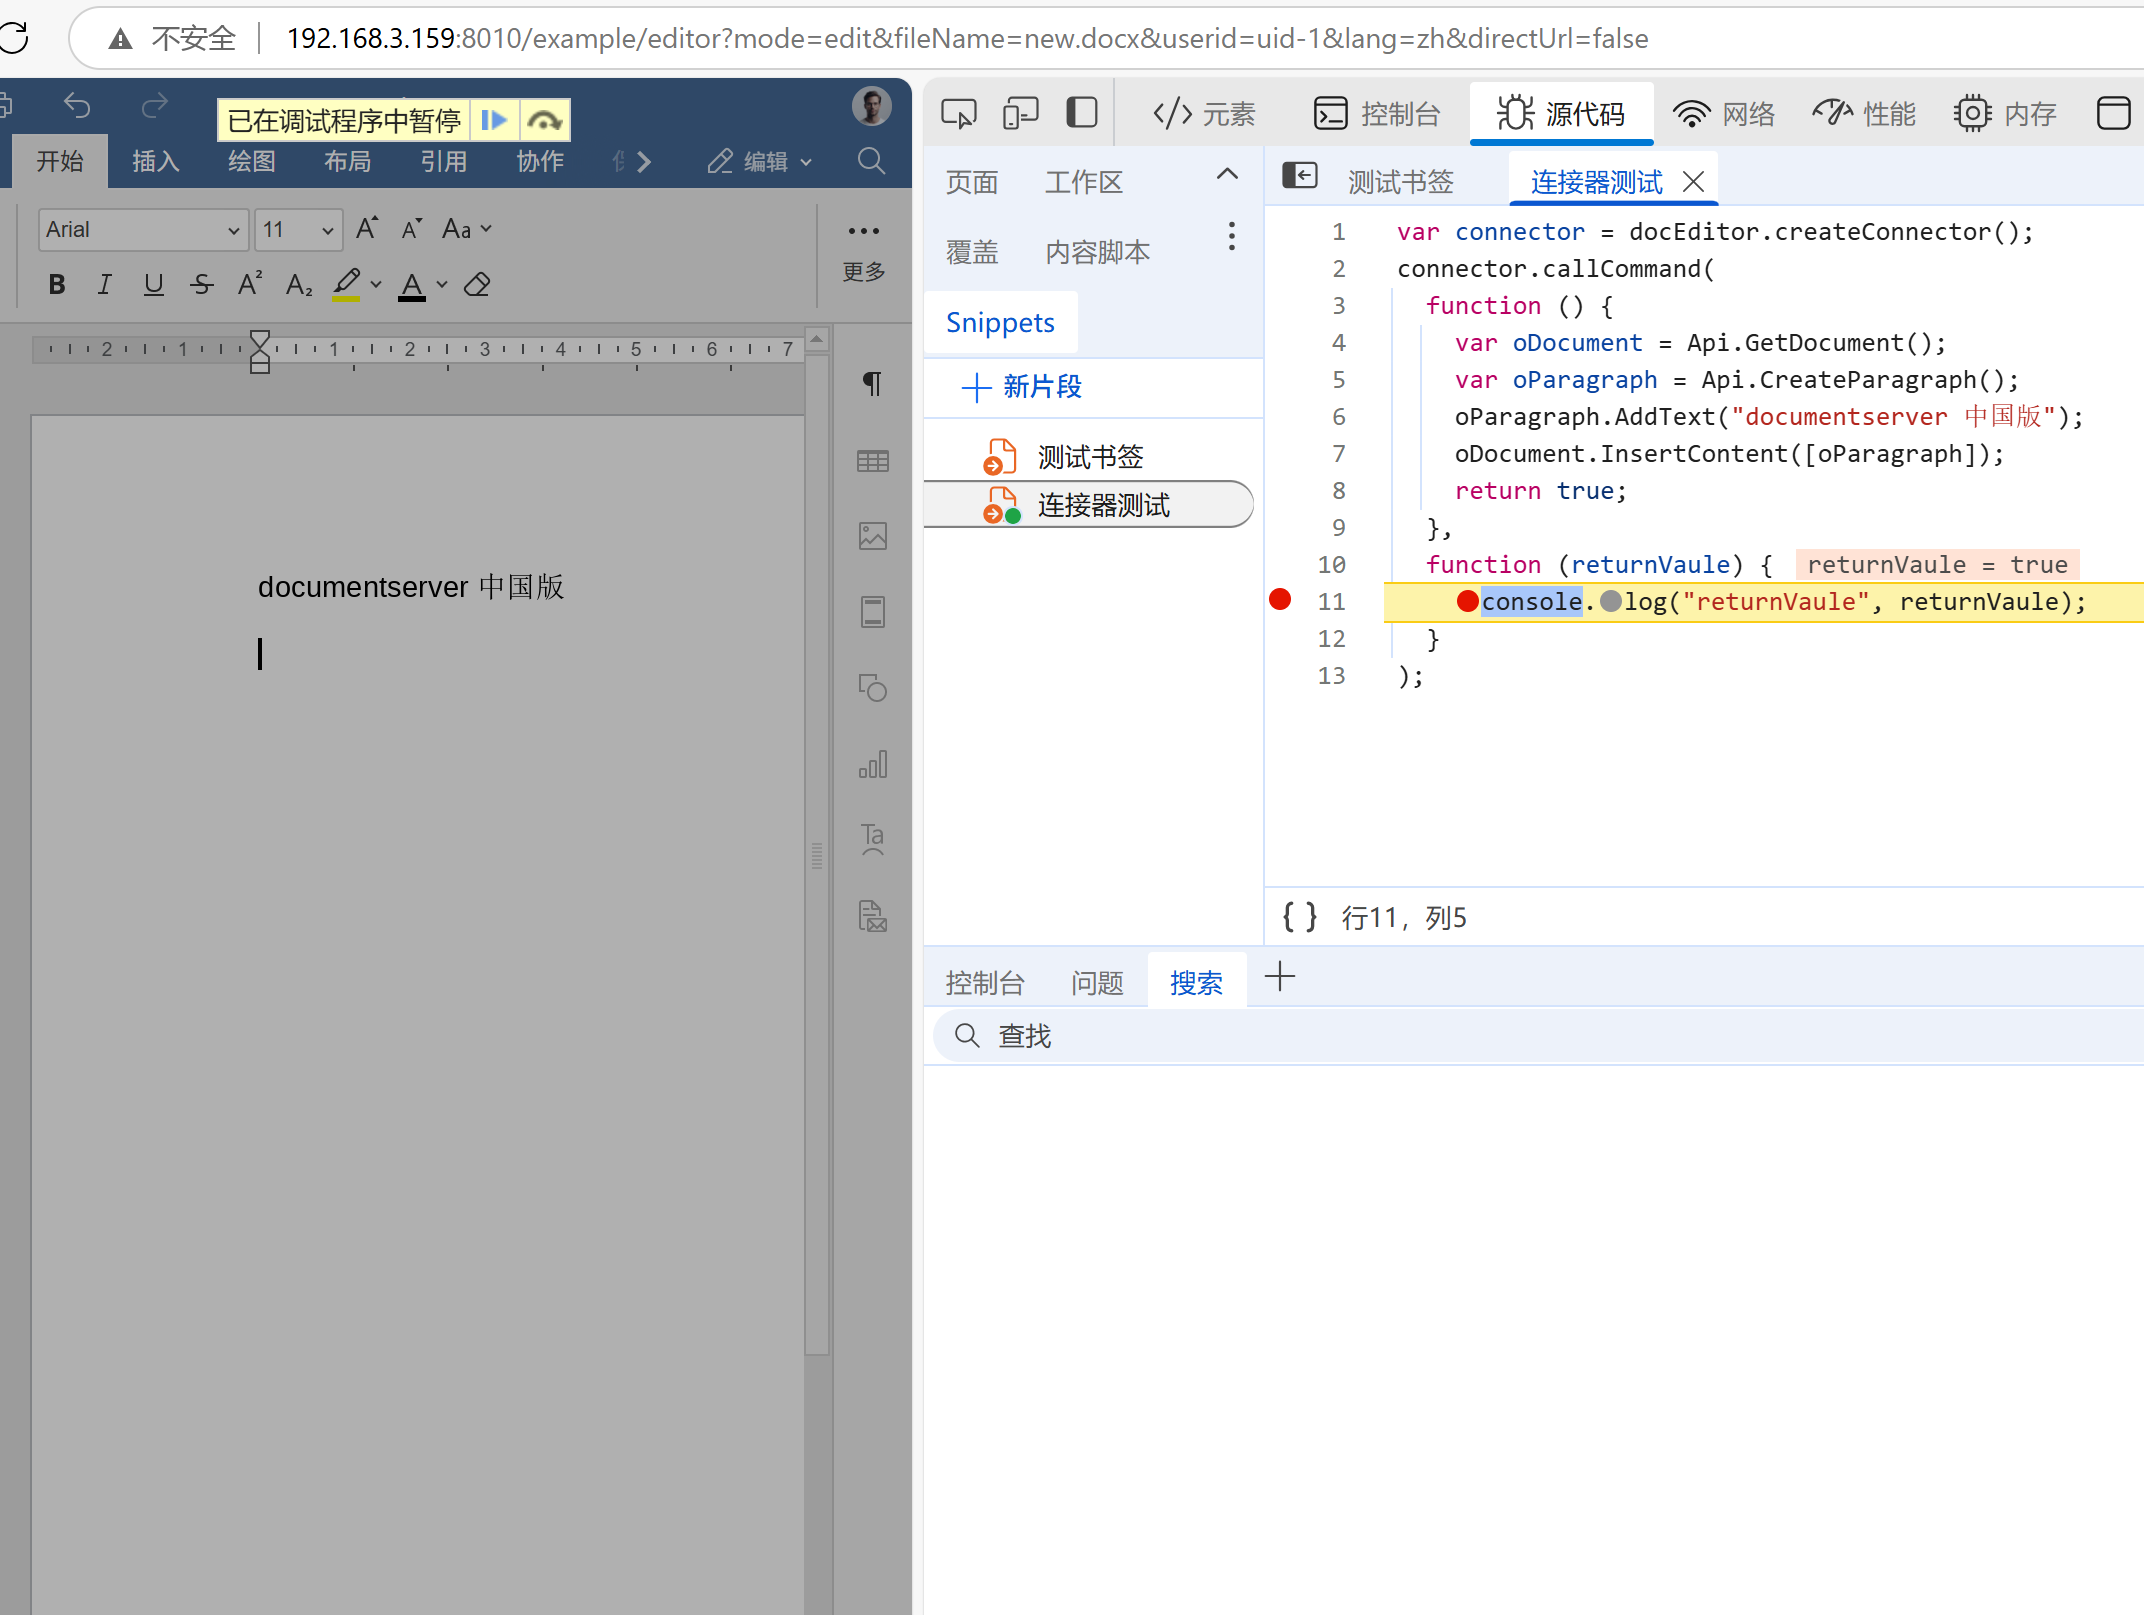 不安全 192.168.3.159:8010/example/editor?mode=edit&fileName=new.docx&userid=uid-1&lang=zh&directUrl=false
已在调试程序中暂停
开始 插入 绘图 布局 引用 协作 编辑
Arial 11 Aa
更多
B I U S A² A₂ A
2 1 1 2 3 4 5 6 7
documentserver 中国版
元素 控制台 源代码 网络 性能 内存
页面 工作区
覆盖 内容脚本
Snippets
新片段
测试书签
连接器测试
测试书签 连接器测试
1 var connector = docEditor.createConnector();
2 connector.callCommand(
3 function () {
4 var oDocument = Api.GetDocument();
5 var oParagraph = Api.CreateParagraph();
6 oParagraph.AddText("documentserver 中国版");
7 oDocument.InsertContent([oParagraph]);
8 return true;
9 },
10 function (returnVaule) { returnVaule = true
11 console.log("returnVaule", returnVaule);
12 }
13 );
{ } 行11，列5
控制台 问题 搜索
查找